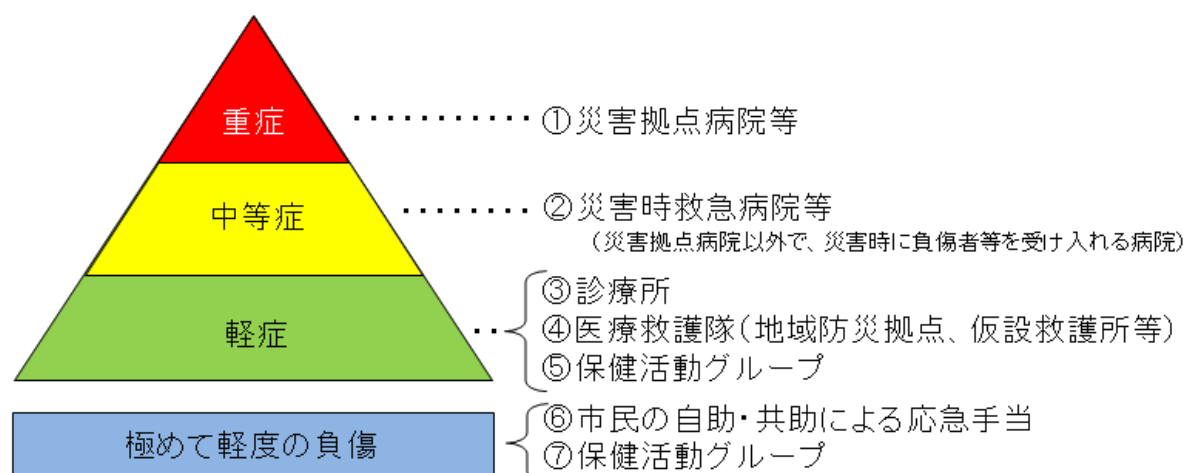 重症
①災害拠点病院等
中等症
②災害時救急病院等
（災害拠点病院以外で、災害時に負傷者等を受け入れる病院）
軽症
③診療所
④医療救護隊（地域防災拠点、仮設救護所等）
⑤保健活動グループ
極めて軽度の負傷
⑥市民の自助・共助による応急手当
⑦保健活動グループ